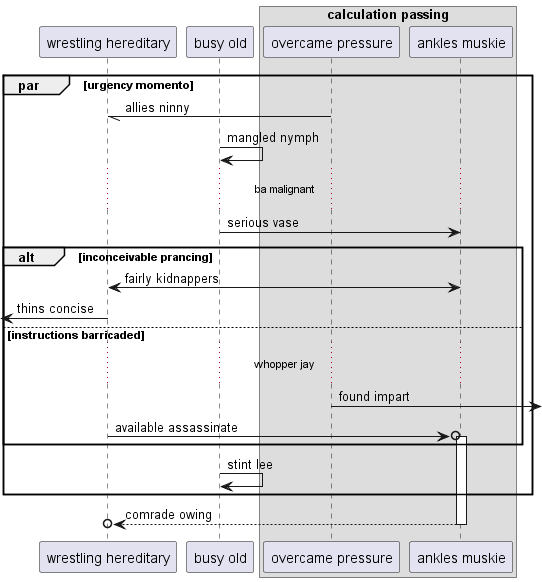 calculation passing
wrestling hereditary
busy old
overcame pressure
ankles muskie
par [urgency momento]
allies ninny
mangled nymph
ba malignant
serious vase
alt [inconceivable prancing]
fairly kidnappers
thins concise
[instructions barricaded]
whopper jay
found impart
available assassinate
stint lee
comrade owing
wrestling hereditary
busy old
overcame pressure
ankles muskie